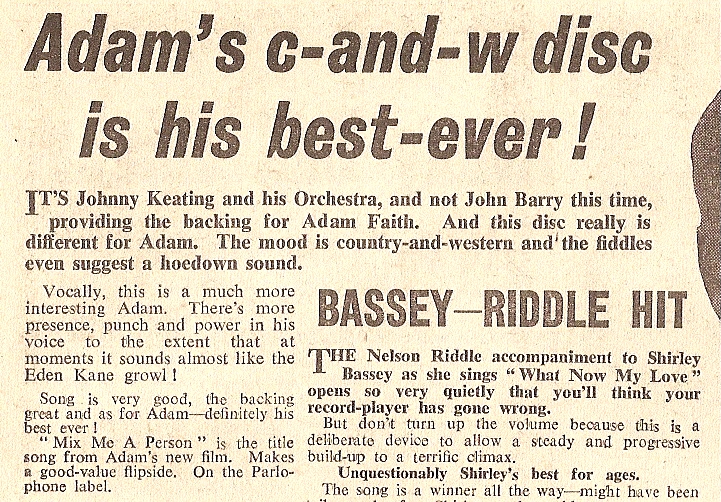 Adam's c-and-w disc
is his best-ever!
IT'S Johnny Keating and his Orchestra, and not John Barry this time,
providing the backing for Adam Faith. And this disc really is
different for Adam. The mood is country-and-western and the fiddles
even suggest a hoedown sound.
Vocally, this is a much more
interesting Adam. There's more
presence, punch and power in his
voice to the extent that at
moments it sounds almost like the
Eden Kane growl!
Song is very good, the backing
great and as for Adam—definitely his
best ever!
"Mix Me A Person" is the title
song from Adam's new film. Makes
a good-value flipside. On the Parlo-
phone label.
BASSEY—RIDDLE HIT
THE Nelson Riddle accompaniment to Shirley
Bassey as she sings "What Now My Love"
opens so very quietly that you'll think your
record-player has gone wrong.
But don't turn up the volume because this is a
deliberate device to allow a steady and progressive
build-up to a terrific climax.
Unquestionably Shirley's best for ages.
The song is a winner all the way—might have been